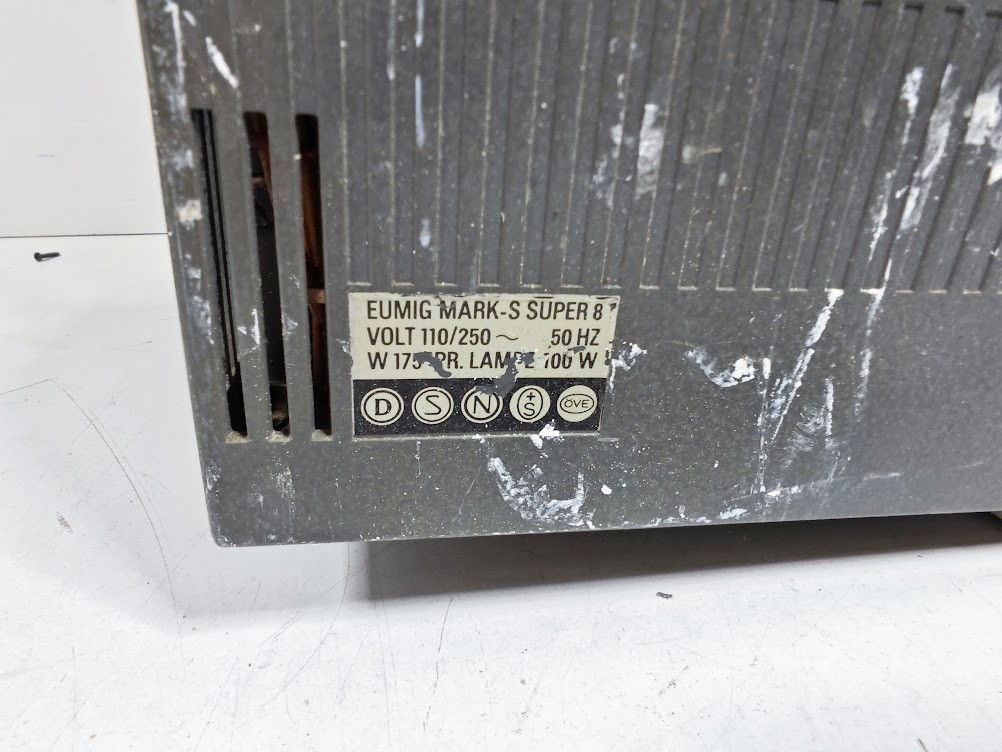 EUMIG MARK-S SUPER 8
VOLT 110/250 ~ 50 HZ
W 175 PR. LAMPE 100 W
D S N +S ÖVE